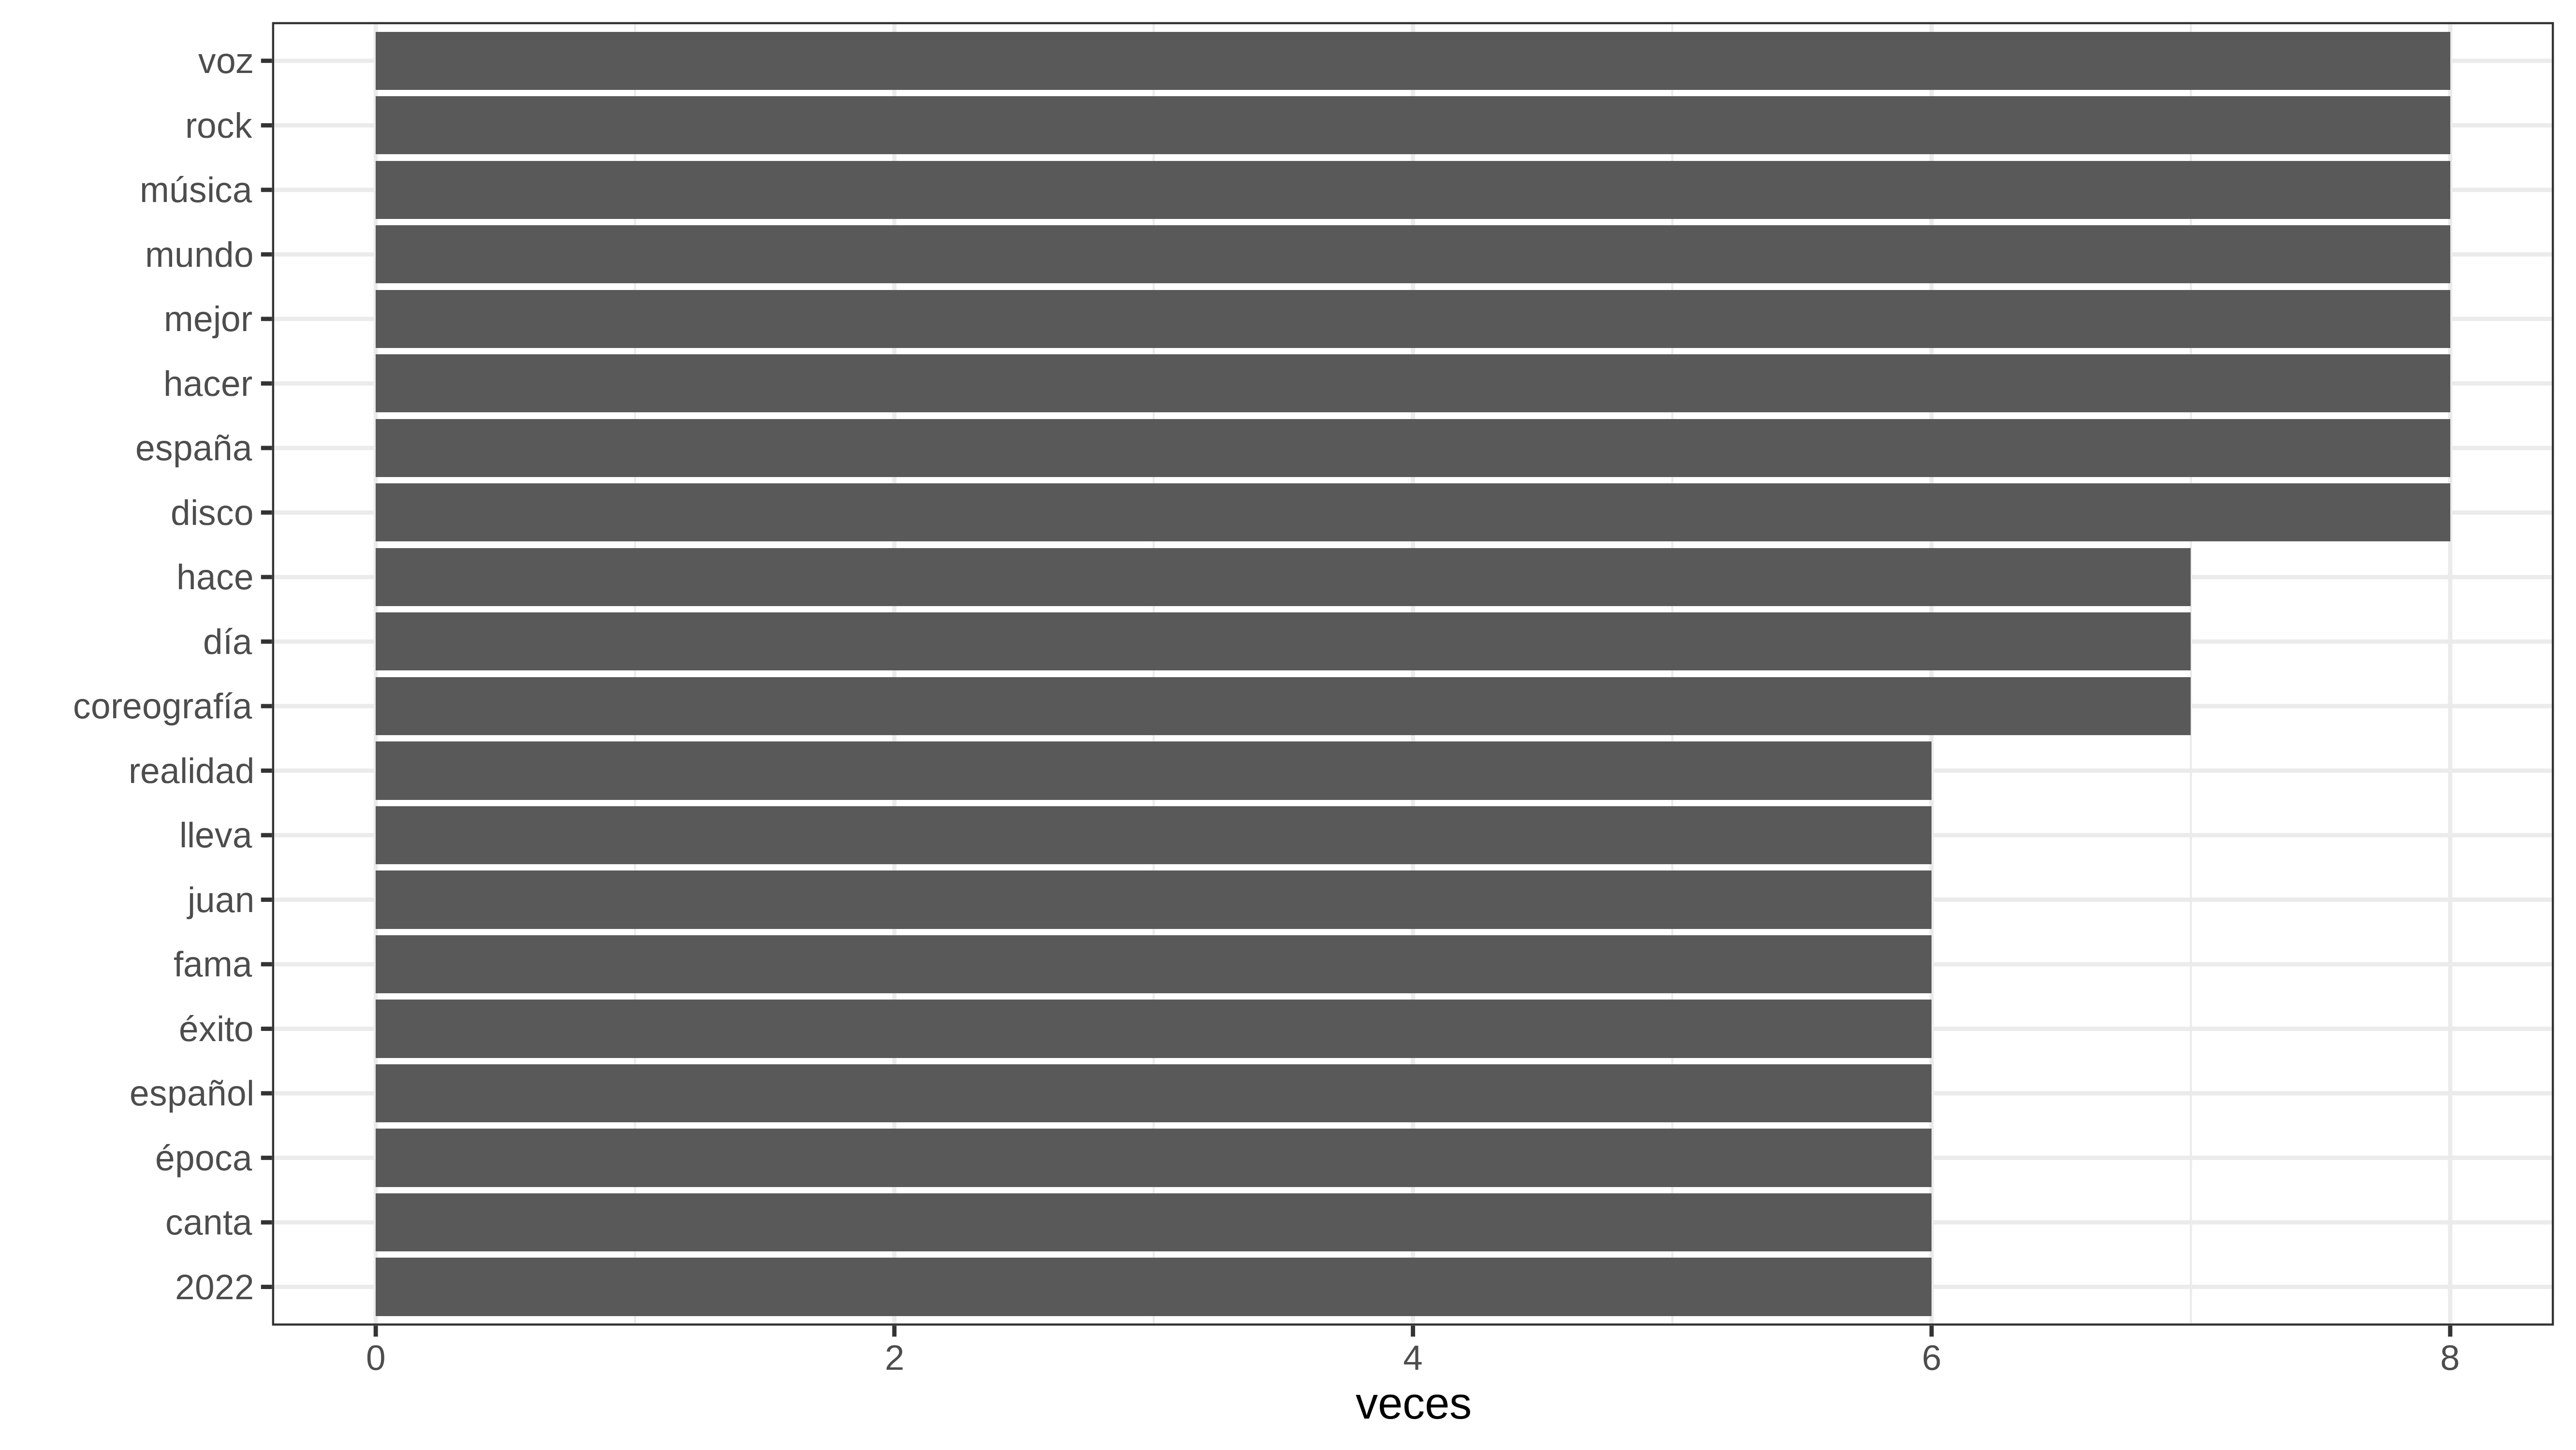 voz
rock
música
mundo
mejor
hacer
españa
disco
hace
día
coreografía
realidad
lleva
juan
fama
éxito
español
época
canta
2022
0 2 4 6 8
veces